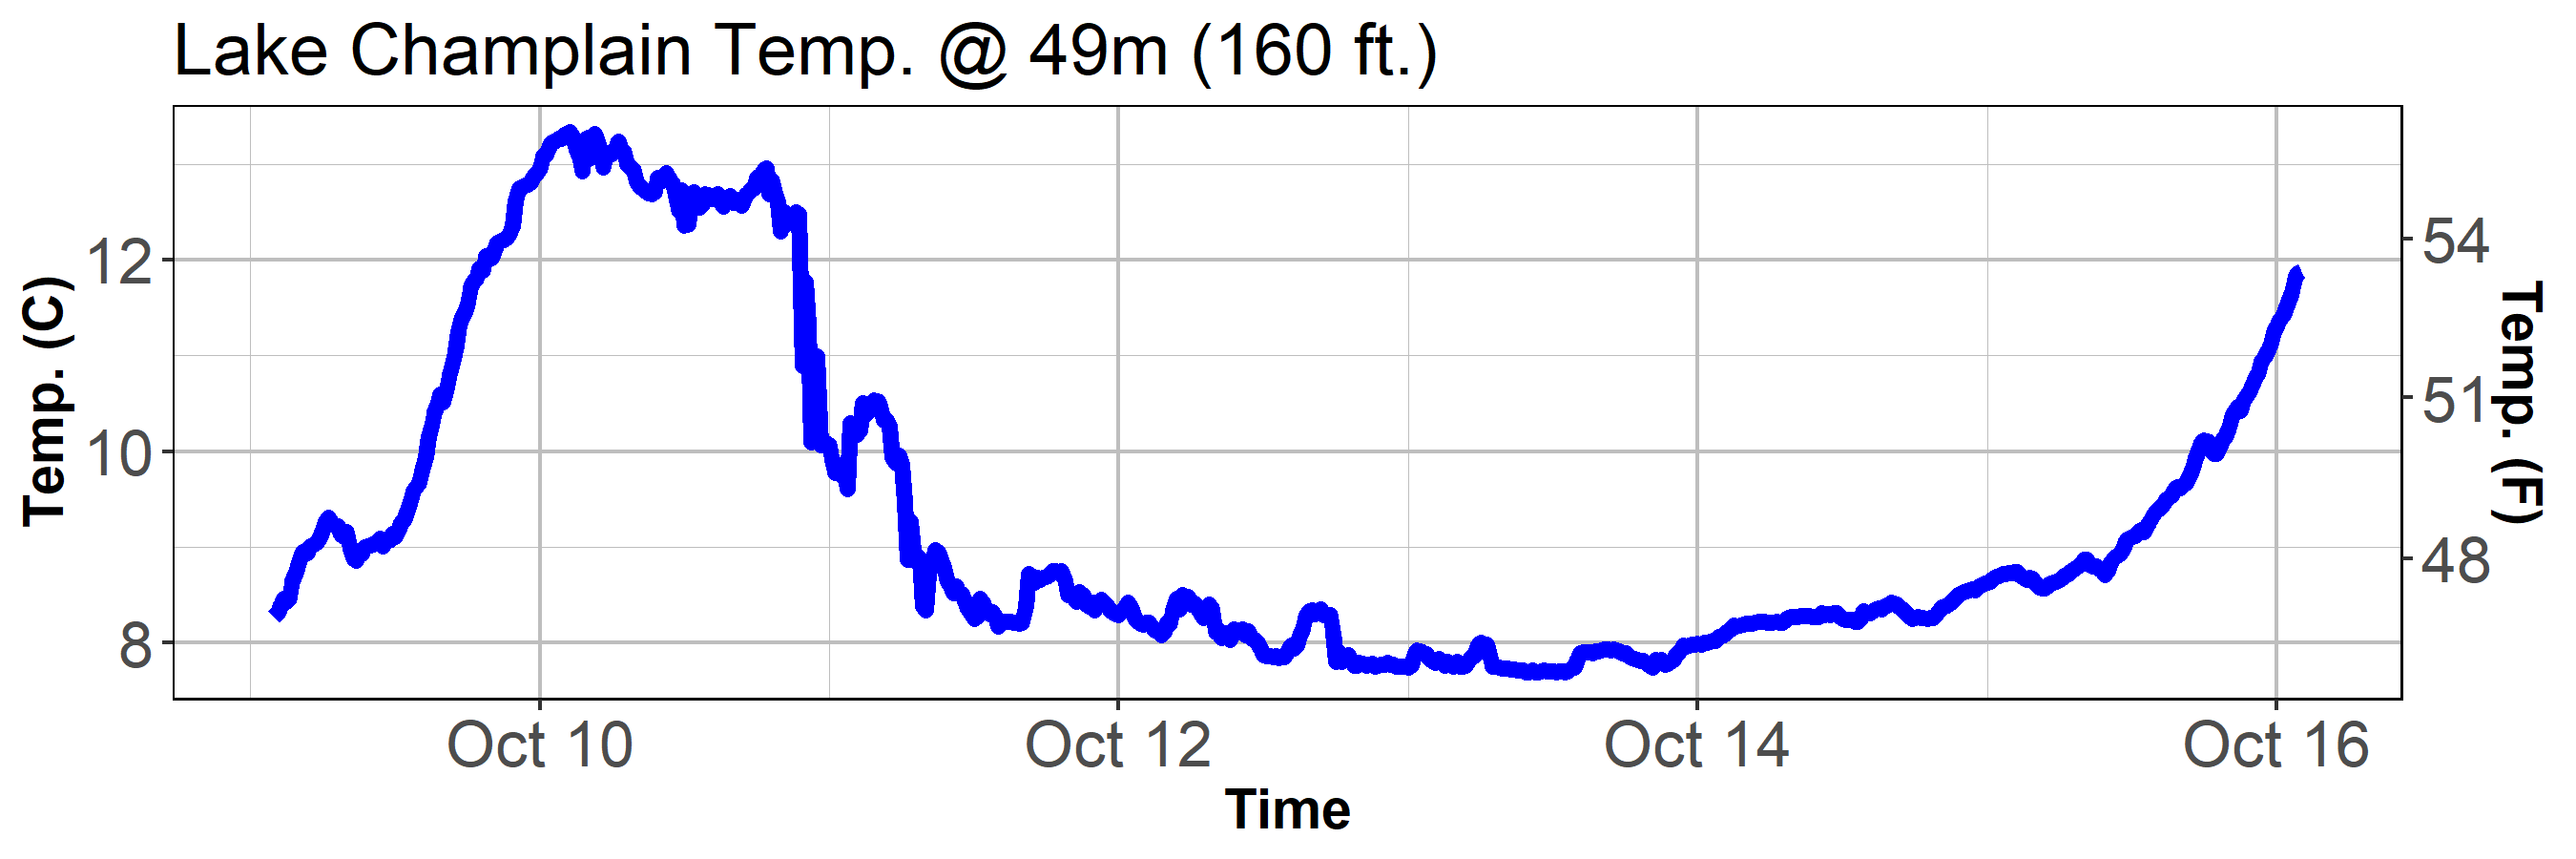 Lake Champlain Temp. @ 49m (160 ft.)
Temp. (C)
12
10
8
54
51
48
Temp. (F)
Oct 10
Oct 12
Oct 14
Oct 16
Time